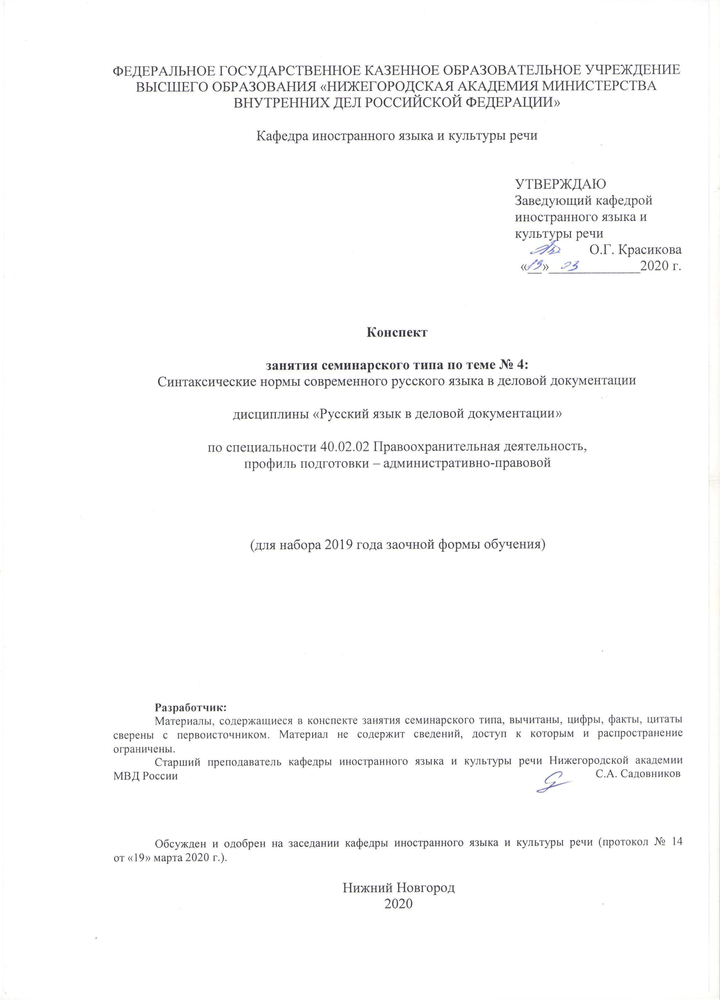 ФЕДЕРАЛЬНОЕ ГОСУДАРСТВЕННОЕ КАЗЕННОЕ ОБРАЗОВАТЕЛЬНОЕ УЧРЕЖДЕНИЕ
ВЫСШЕГО ОБРАЗОВАНИЯ «НИЖЕГОРОДСКАЯ АКАДЕМИЯ МИНИСТЕРСТВА
ВНУТРЕННИХ ДЕЛ РОССИЙСКОЙ ФЕДЕРАЦИИ»
Кафедра иностранного языка и культуры речи
УТВЕРЖДАЮ
Заведующий кафедрой
иностранного языка и
культуры речи
О.Г. Красикова
«19» 03 2020 г.
Конспект
занятия семинарского типа по теме № 4:
Синтаксические нормы современного русского языка в деловой документации
дисциплины «Русский язык в деловой документации»
по специальности 40.02.02 Правоохранительная деятельность,
профиль подготовки – административно-правовой
(для набора 2019 года заочной формы обучения)
Разработчик:
Материалы, содержащиеся в конспекте занятия семинарского типа, вычитаны, цифры, факты, цитаты
сверены с первоисточником. Материал не содержит сведений, доступ к которым и распространение
ограничены.
Старший преподаватель кафедры иностранного языка и культуры речи Нижегородской академии
МВД России С.А. Садовников
Обсужден и одобрен на заседании кафедры иностранного языка и культуры речи (протокол № 14
от «19» марта 2020 г.).
Нижний Новгород
2020